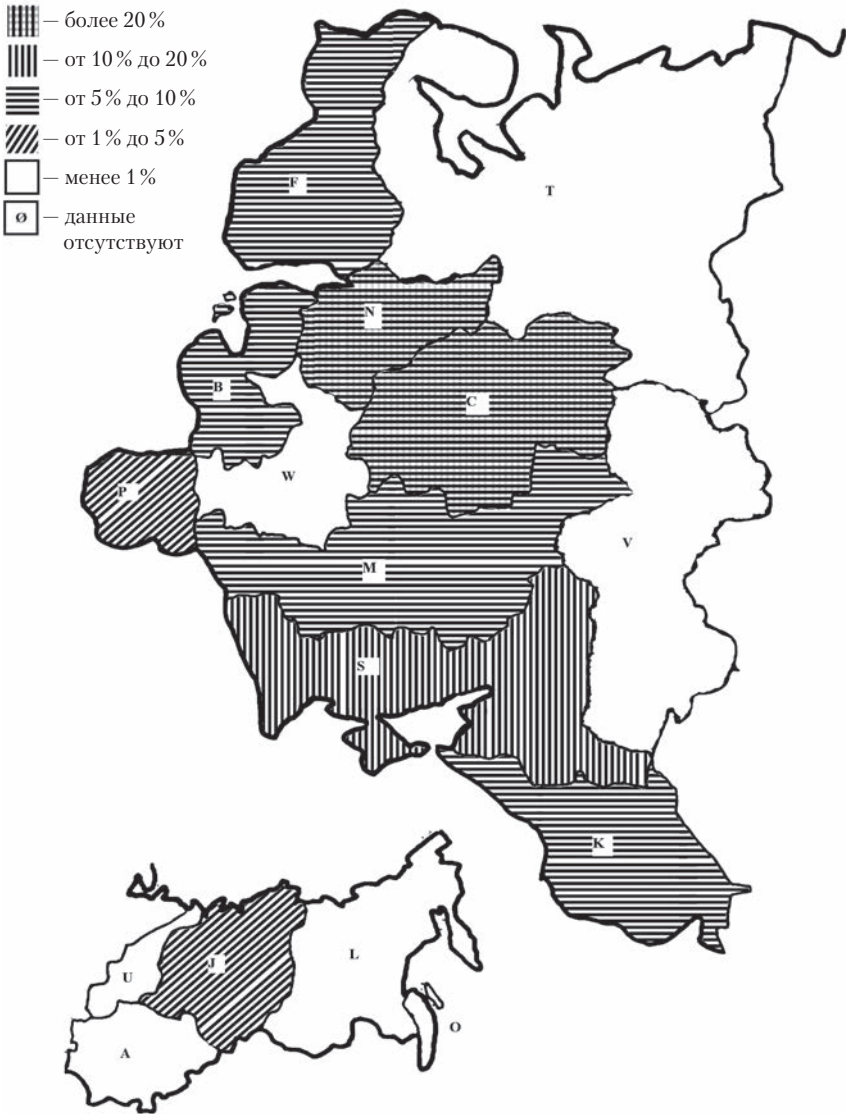 — более 20 %
— от 10 % до 20 %
— от 5 % до 10 %
— от 1 % до 5 %
— менее 1 %
Ø — данные
отсутствуют
T
F
N
B
C
W
P
V
M
S
K
L
J
U
O
A